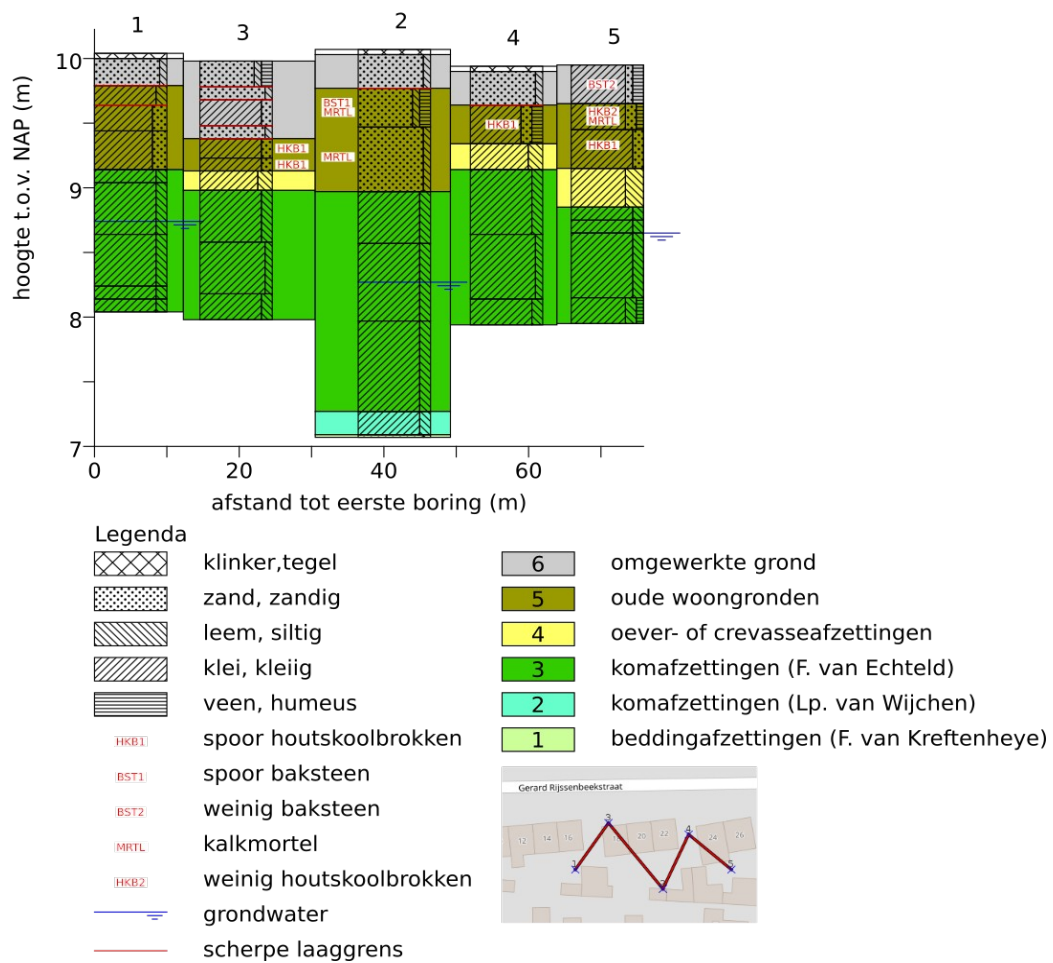 1
3
2
4
5
hoogte t.o.v. NAP (m)
10
9
8
7
BST1
MRTL
MRTL
HKB1
HKB1
HKB1
BST2
HKB2
MRTL
HKB1
0
20
40
60
afstand tot eerste boring (m)
Legenda
klinker,tegel
zand, zandig
leem, siltig
klei, kleiig
veen, humeus
HKB1 spoor houtskoolbrokken
BST1 spoor baksteen
BST2 weinig baksteen
MRTL kalkmortel
HKB2 weinig houtskoolbrokken
grondwater
scherpe laaggrens
6 omgewerkte grond
5 oude woongronden
4 oever- of crevasseafzettingen
3 komafzettingen (F. van Echteld)
2 komafzettingen (Lp. van Wijchen)
1 beddingafzettingen (F. van Kreftenheye)
Gerard Rijssenbeekstraat
12
14
16
20
22
24
26
1
3
4
5